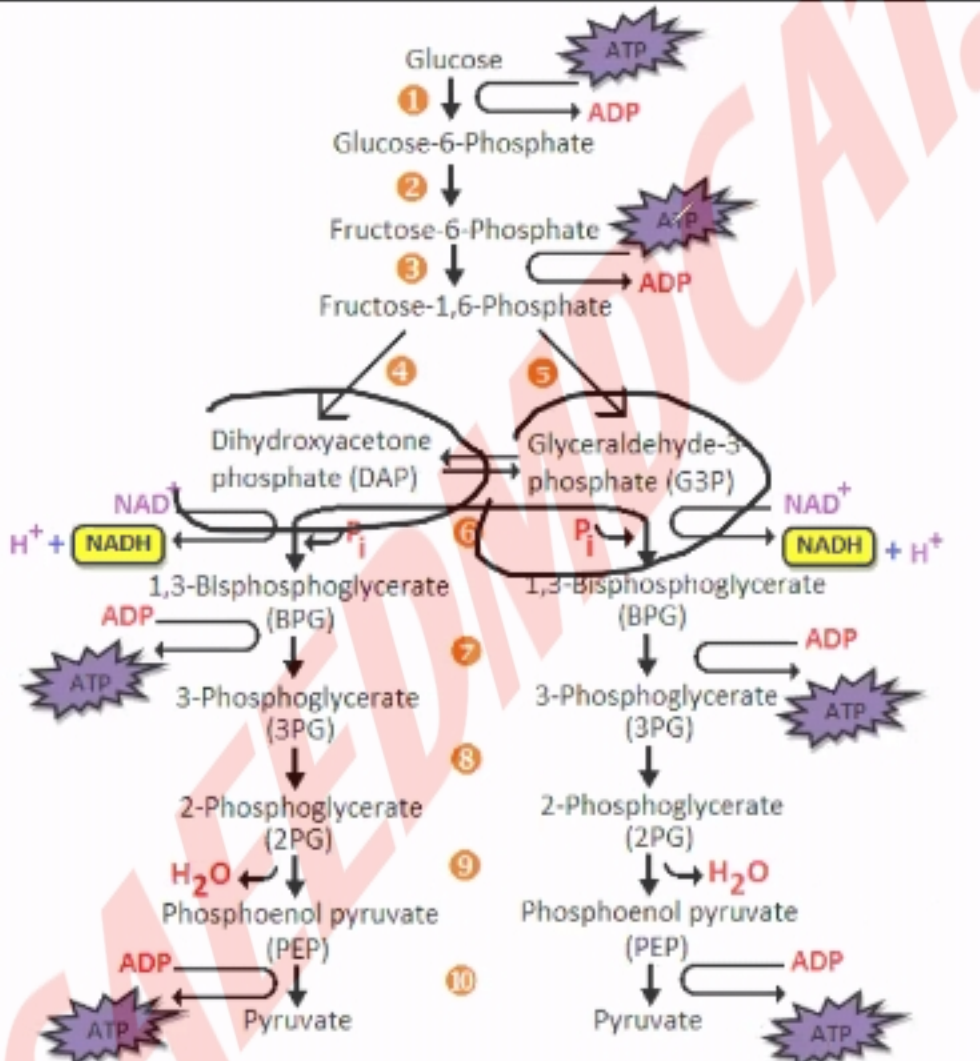 Glucose
ATP
1
ADP
Glucose-6-Phosphate
2
Fructose-6-Phosphate
ATP
3
ADP
Fructose-1,6-Phosphate
4
5
Dihydroxyacetone
phosphate (DAP)
Glyceraldehyde-3-
phosphate (G3P)
NAD+
H+ + NADH
Pi
6
Pi
NAD+
NADH + H+
1,3-Bisphosphoglycerate
(BPG)
1,3-Bisphosphoglycerate
(BPG)
ADP
ATP
7
ADP
ATP
3-Phosphoglycerate
(3PG)
3-Phosphoglycerate
(3PG)
8
2-Phosphoglycerate
(2PG)
2-Phosphoglycerate
(2PG)
H2O
9
H2O
Phosphoenol pyruvate
(PEP)
Phosphoenol pyruvate
(PEP)
ADP
ATP
10
ADP
ATP
Pyruvate
Pyruvate